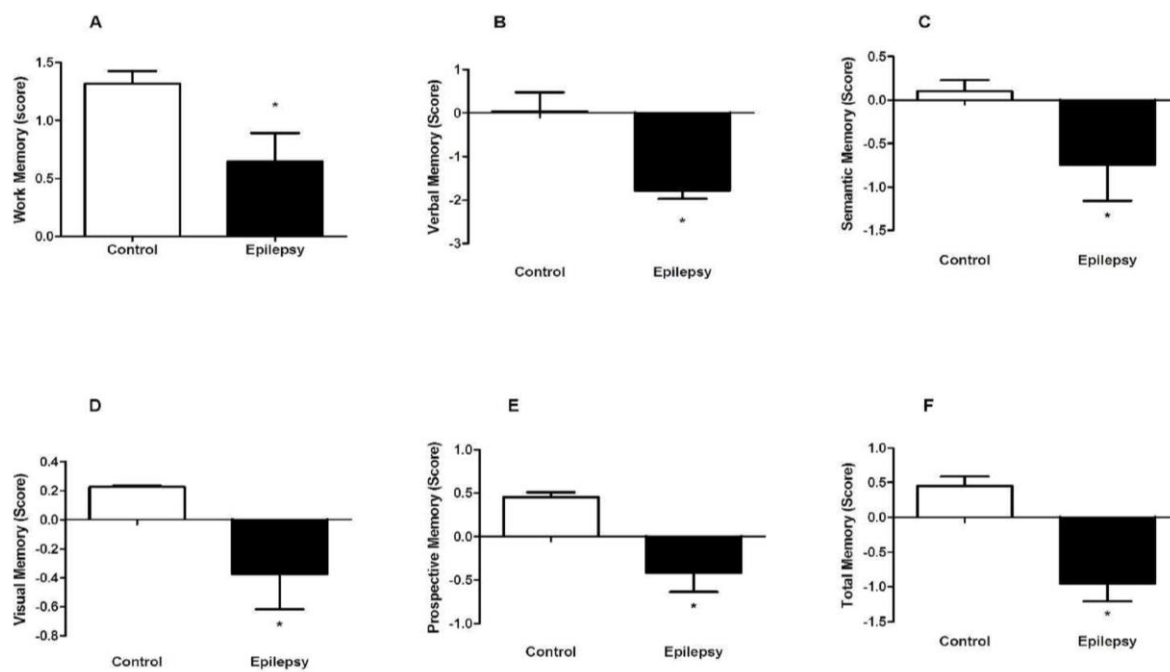 A
Work Memory (score)
1.5
1.0
0.5
0.0
*
Control
Epilepsy
B
Verbal Memory (Score)
1
0
-1
-2
-3
*
Control
Epilepsy
C
Semantic Memory (Score)
0.5
0.0
-0.5
-1.0
-1.5
*
Control
Epilepsy
D
Visual Memory (Score)
0.4
0.2
0.0
-0.2
-0.4
-0.6
-0.8
*
Control
Epilepsy
E
Prospective Memory (Score)
1.0
0.5
0.0
-0.5
-1.0
*
Control
Epilepsy
F
Total Memory (Score)
1.0
0.5
0.0
-0.5
-1.0
-1.5
*
Control
Epilepsy